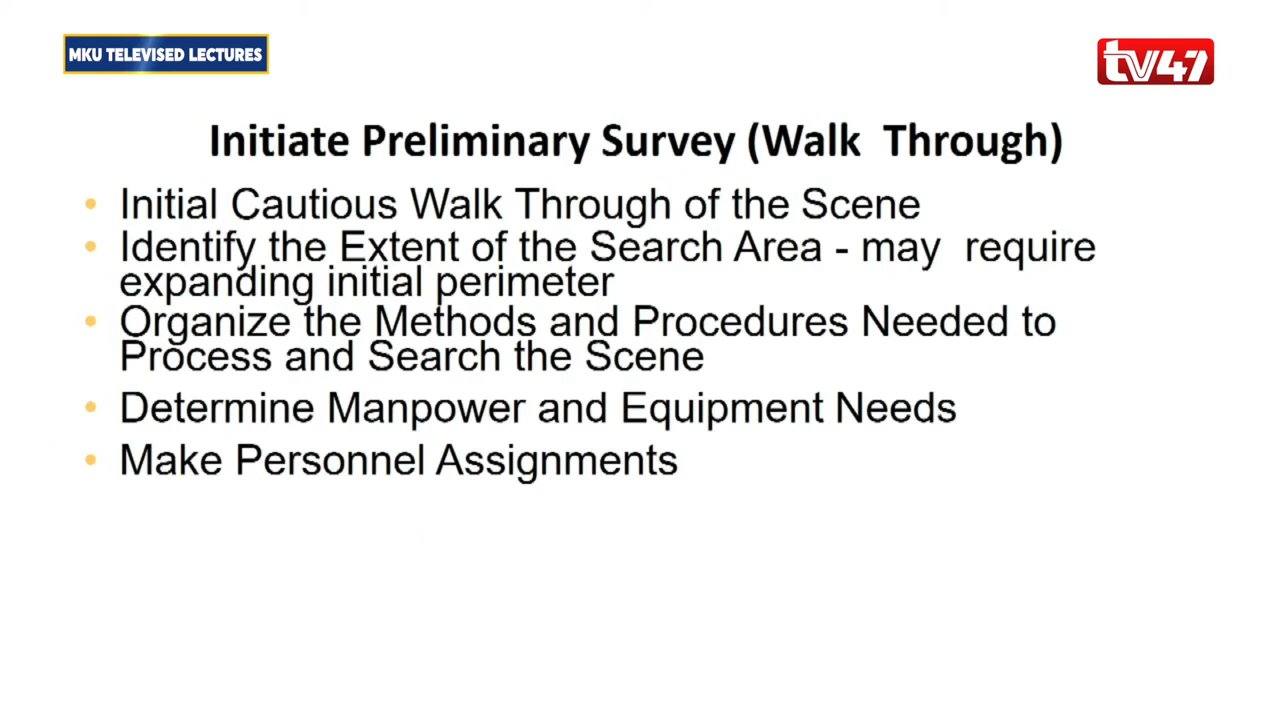 MKU TELEVISED LECTURES
tv47
Initiate Preliminary Survey (Walk Through)
• Initial Cautious Walk Through of the Scene
• Identify the Extent of the Search Area - may require
expanding initial perimeter
• Organize the Methods and Procedures Needed to
Process and Search the Scene
• Determine Manpower and Equipment Needs
• Make Personnel Assignments